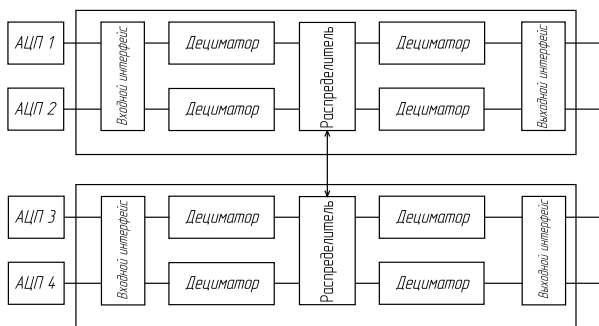 АЦП 1
Входной интерфейс
Дециматор
Распределитель
Дециматор
Выходной интерфейс
АЦП 2
Дециматор
Дециматор
АЦП 3
Входной интерфейс
Дециматор
Распределитель
Дециматор
Выходной интерфейс
АЦП 4
Дециматор
Дециматор